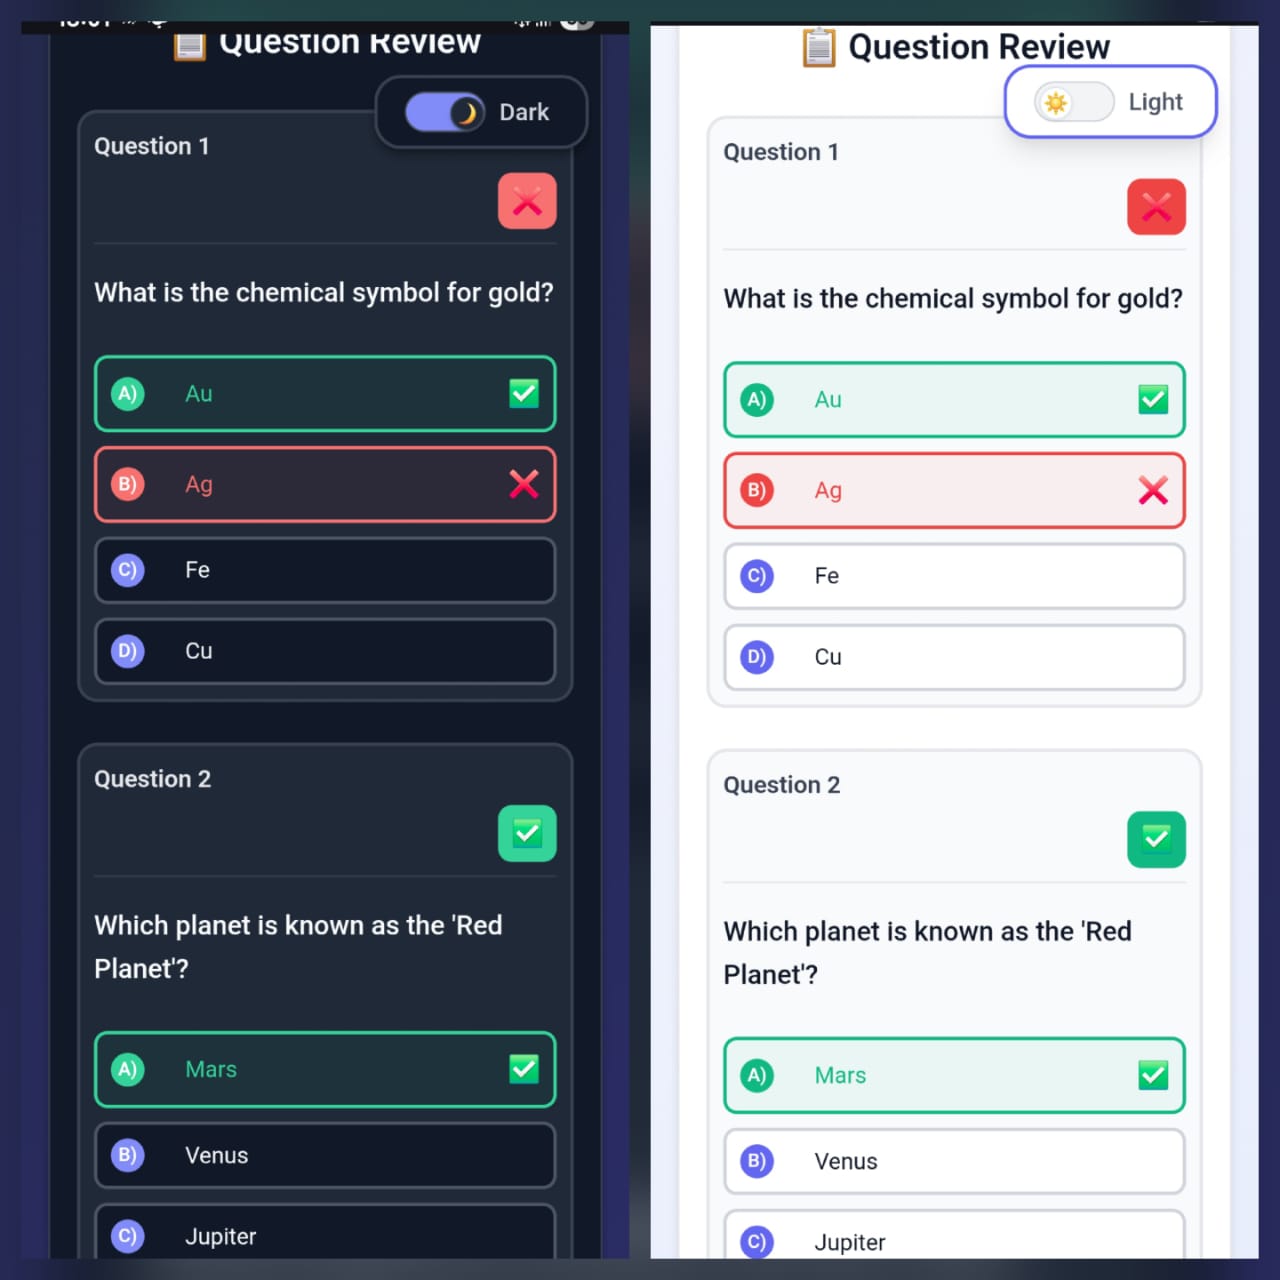 Question Review
Dark
Question 1
What is the chemical symbol for gold?
A) Au
B) Ag
C) Fe
D) Cu
Question 2
Which planet is known as the 'Red
Planet'?
A) Mars
B) Venus
C) Jupiter
Question Review
Light
Question 1
What is the chemical symbol for gold?
A) Au
B) Ag
C) Fe
D) Cu
Question 2
Which planet is known as the 'Red
Planet'?
A) Mars
B) Venus
C) Jupiter